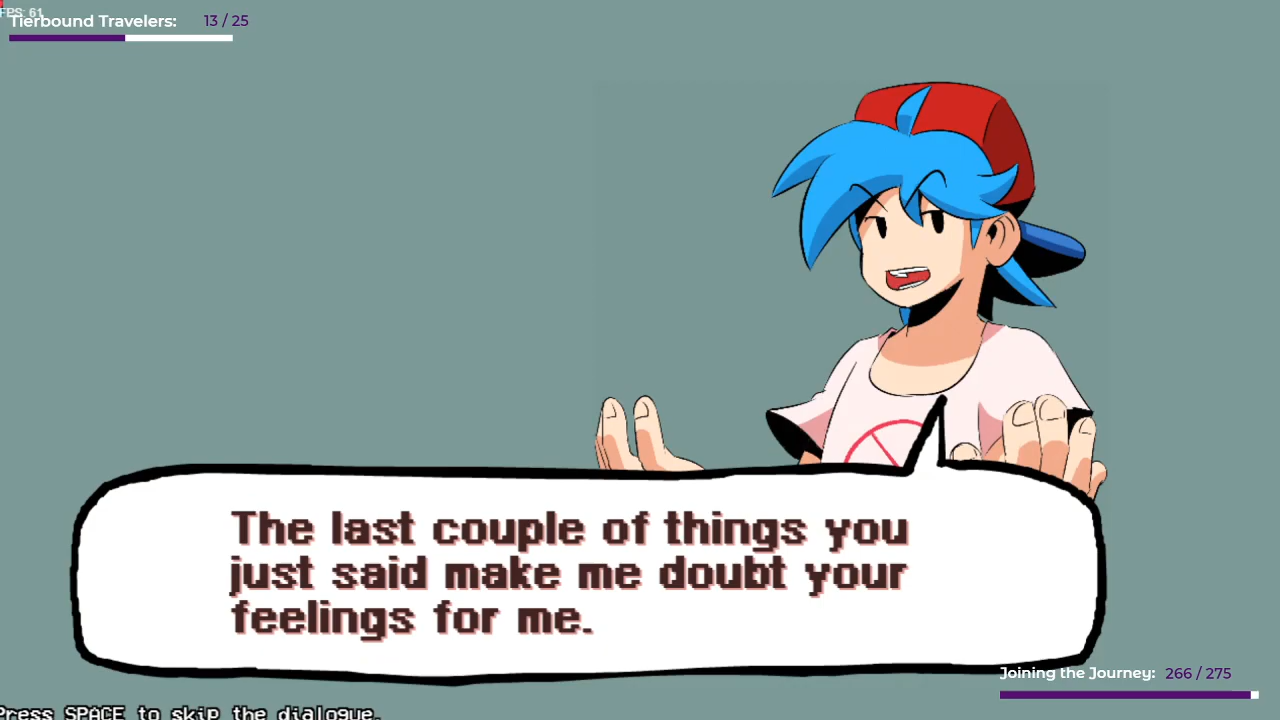 FPS: 61
Tierbound Travelers: 13 / 25
The last couple of things you
just said make me doubt your
feelings for me.
Joining the Journey: 266 / 275
Press SPACE to skip the dialogue.